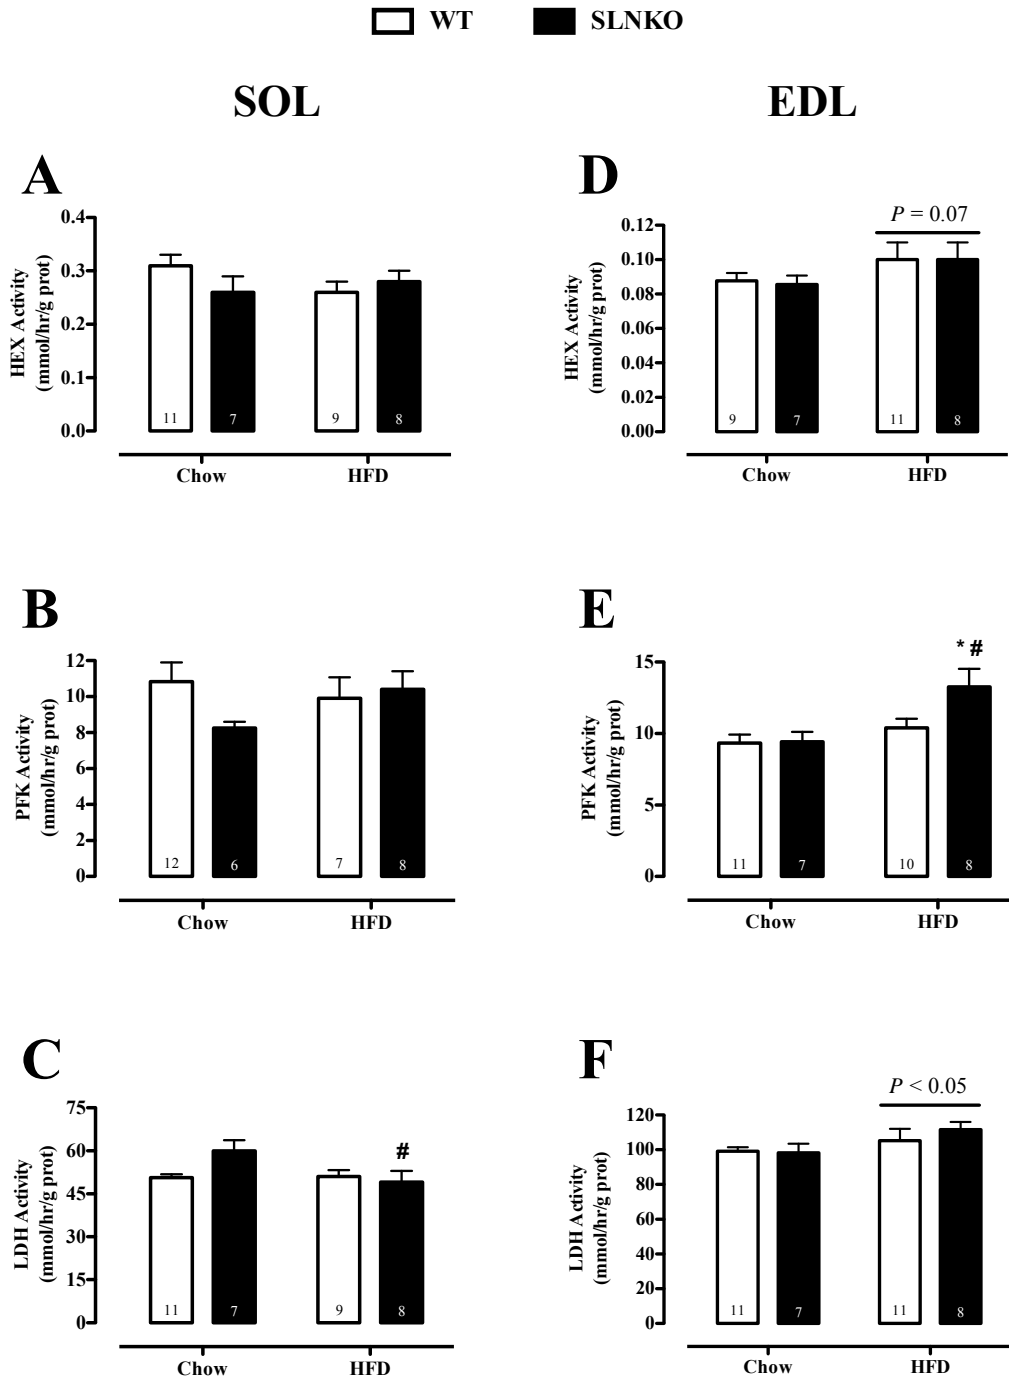 WT SLNKO
SOL EDL
A
HEX Activity
(mmol/hr/g prot)
0.4
0.3
0.2
0.1
0.0
11 7 9 8
Chow HFD
D
HEX Activity
(mmol/hr/g prot)
P = 0.07
0.12
0.10
0.08
0.06
0.04
0.02
0.00
9 7 11 8
Chow HFD
B
PFK Activity
(mmol/hr/g prot)
12
10
8
6
4
2
0
12 6 7 8
Chow HFD
E
PFK Activity
(mmol/hr/g prot)
* #
15
10
5
0
11 7 10 8
Chow HFD
C
LDH Activity
(mmol/hr/g prot)
75
60
45
30
15
0
#
11 7 9 8
Chow HFD
F
LDH Activity
(mmol/hr/g prot)
P < 0.05
120
100
80
60
40
20
0
11 7 11 8
Chow HFD